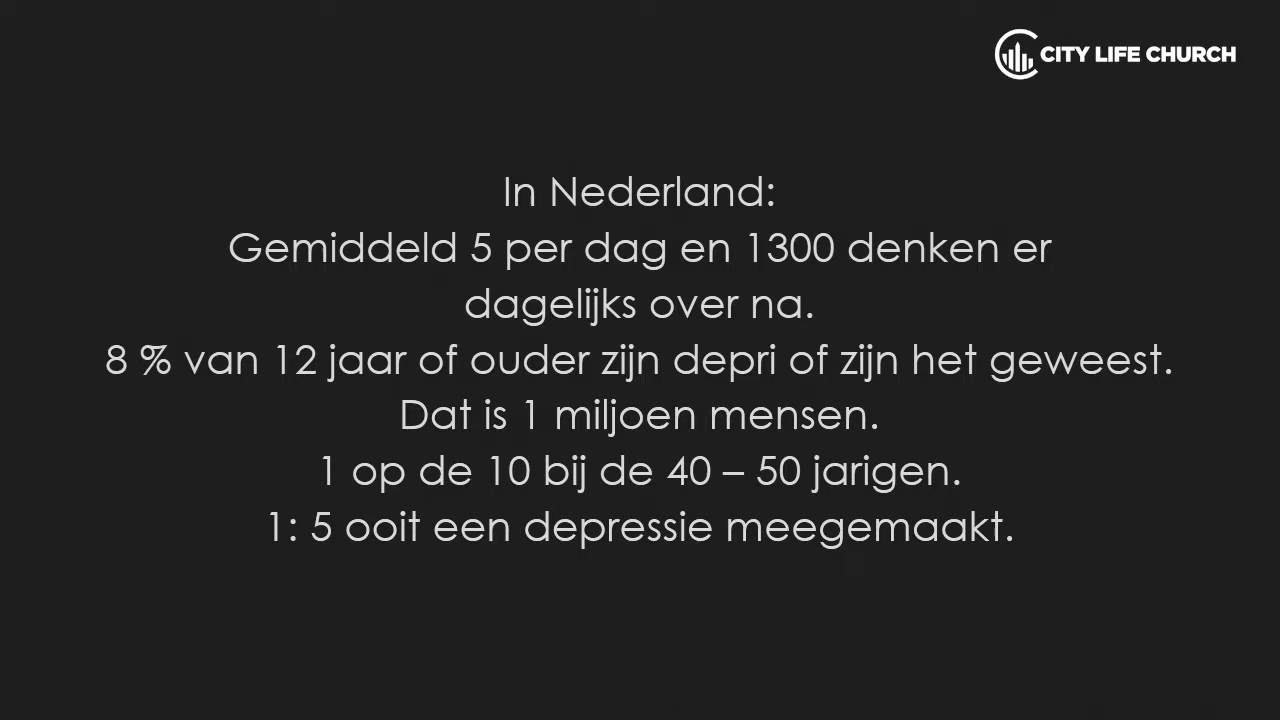 CITY LIFE CHURCH
In Nederland:
Gemiddeld 5 per dag en 1300 denken er
dagelijks over na.
8 % van 12 jaar of ouder zijn depri of zijn het geweest.
Dat is 1 miljoen mensen.
1 op de 10 bij de 40 – 50 jarigen.
1: 5 ooit een depressie meegemaakt.